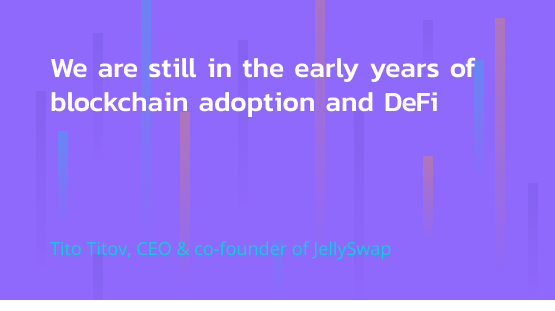 We are still in the early years of
blockchain adoption and DeFi
Tito Titov, CEO & co-founder of JellySwap